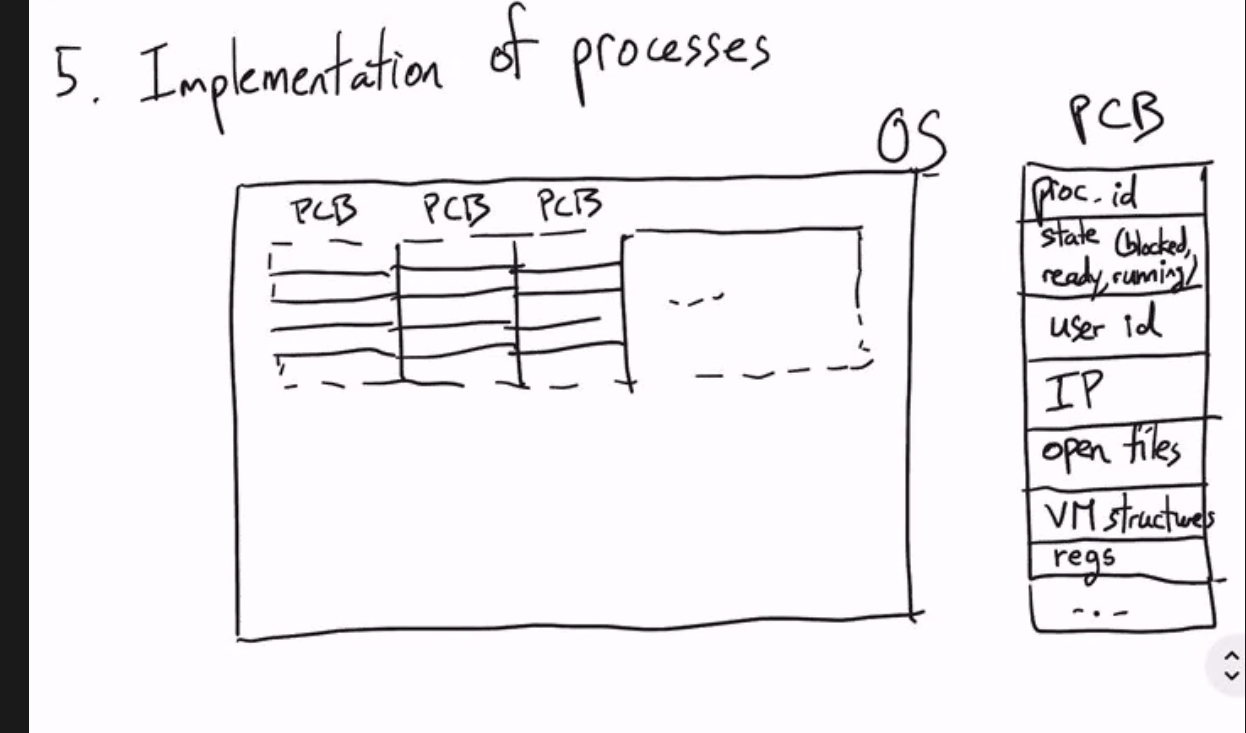 5. Implementation of processes
OS
PCB PCB PCB
...
PCB
proc. id
state (blocked,
ready, running)
user id
IP
open files
VM structures
regs
...